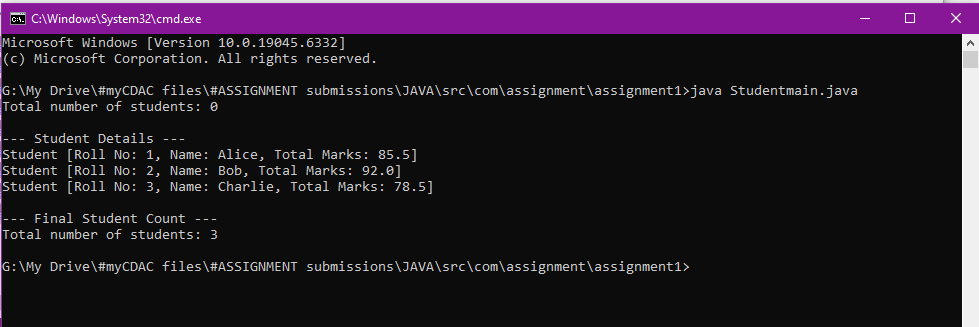 C:\Windows\System32\cmd.exe
Microsoft Windows [Version 10.0.19045.6332]
(c) Microsoft Corporation. All rights reserved.
G:\My Drive\#myCDAC files\#ASSIGNMENT submissions\JAVA\src\com\assignment\assignment1>java Studentmain.java
Total number of students: 0
--- Student Details ---
Student [Roll No: 1, Name: Alice, Total Marks: 85.5]
Student [Roll No: 2, Name: Bob, Total Marks: 92.0]
Student [Roll No: 3, Name: Charlie, Total Marks: 78.5]
--- Final Student Count ---
Total number of students: 3
G:\My Drive\#myCDAC files\#ASSIGNMENT submissions\JAVA\src\com\assignment\assignment1>